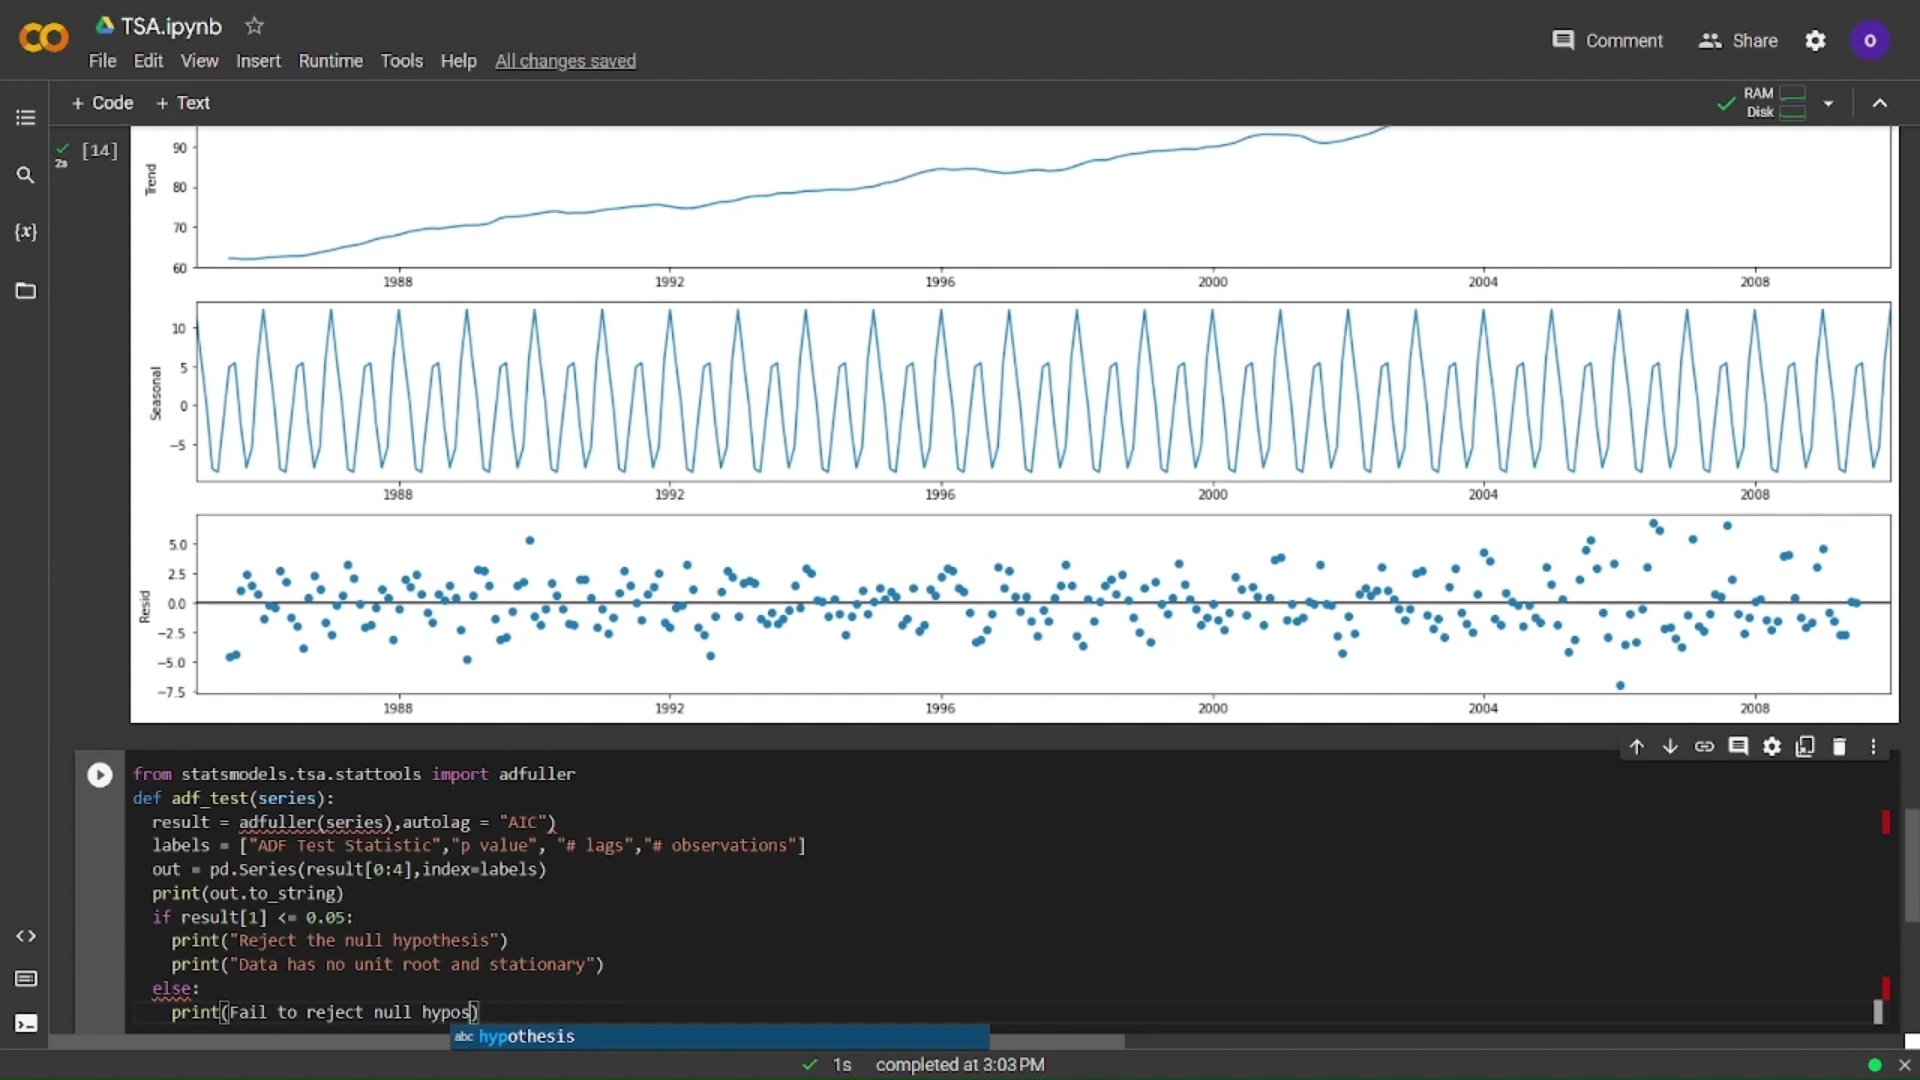 TSA.ipynb
Comment
Share
O
File Edit View Insert Runtime Tools Help All changes saved
+ Code + Text
RAM
Disk
2s
[14]
90
80
70
60
Trend
1988 1992 1996 2000 2004 2008
10
5
0
−5
Seasonal
1988 1992 1996 2000 2004 2008
5.0
2.5
0.0
−2.5
−5.0
−7.5
Resid
1988 1992 1996 2000 2004 2008
from statsmodels.tsa.stattools import adfuller
def adf_test(series):
result = adfuller(series),autolag = "AIC")
labels = ["ADF Test Statistic","p value", "# lags","# observations"]
out = pd.Series(result[0:4],index=labels)
print(out.to_string)
if result[1] <= 0.05:
print("Reject the null hypothesis")
print("Data has no unit root and stationary")
else:
print(Fail to reject null hypos)
abc hypothesis
1s completed at 3:03 PM